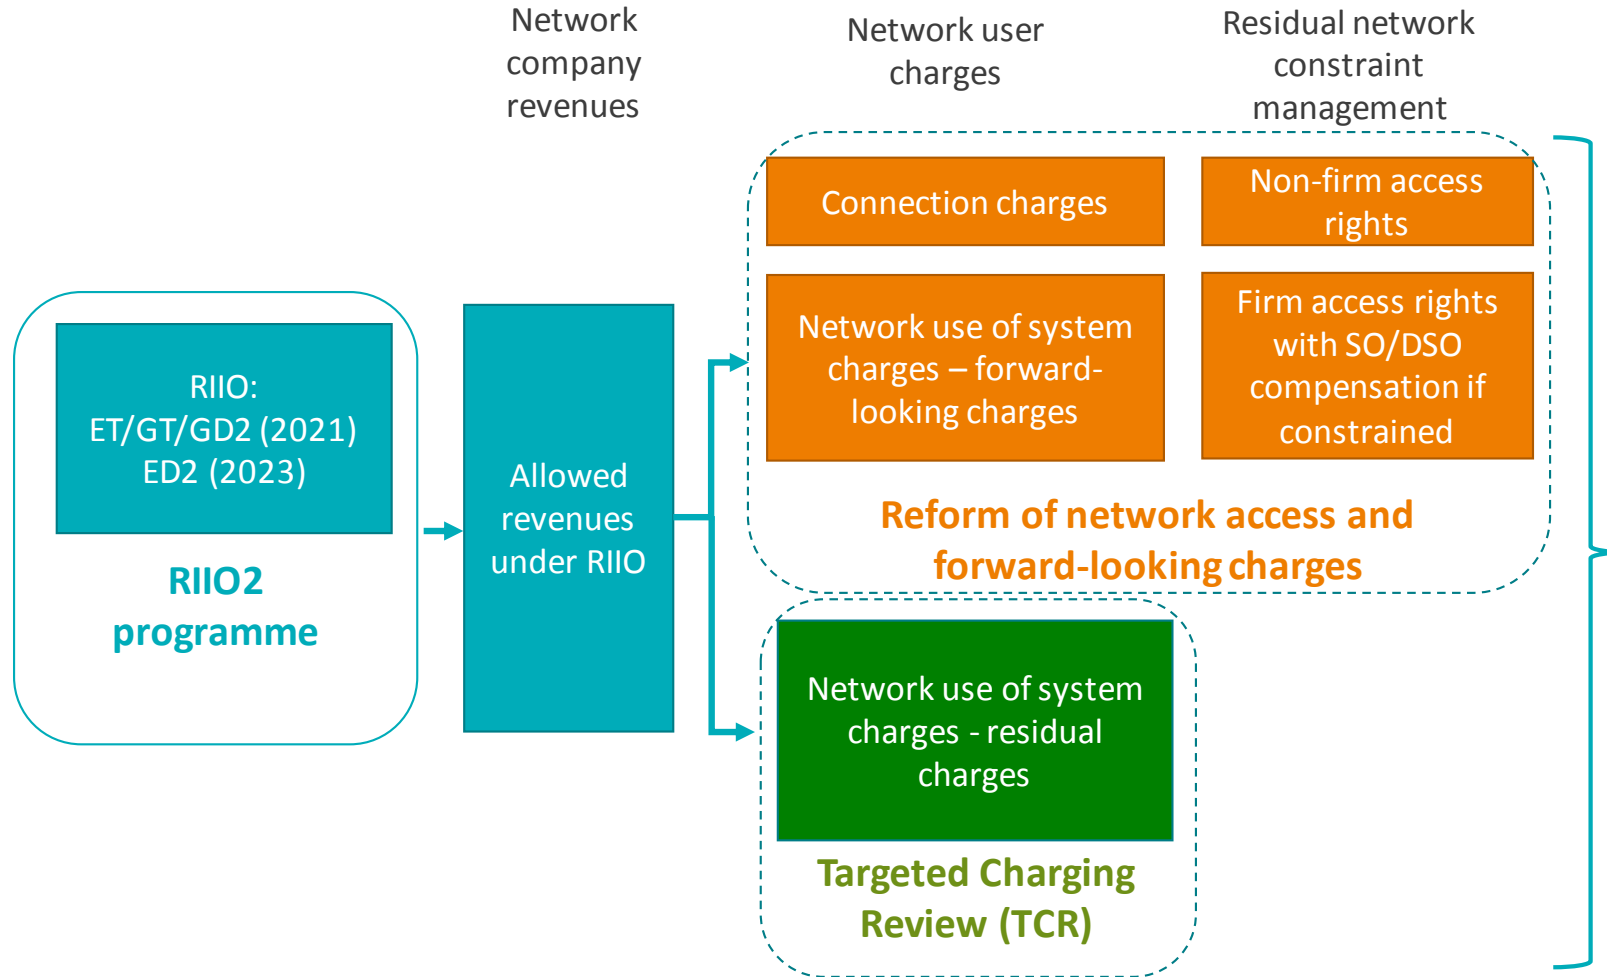 Network
company
revenues
Network user
charges
Residual network
constraint
management
Connection charges
Non-firm access
rights
Network use of system
charges – forward-
looking charges
Firm access rights
with SO/DSO
compensation if
constrained
Reform of network access and
forward-looking charges
RIIO:
ET/GT/GD2 (2021)
ED2 (2023)
RIIO2
programme
Allowed
revenues
under RIIO
Network use of system
charges - residual
charges
Targeted Charging
Review (TCR)